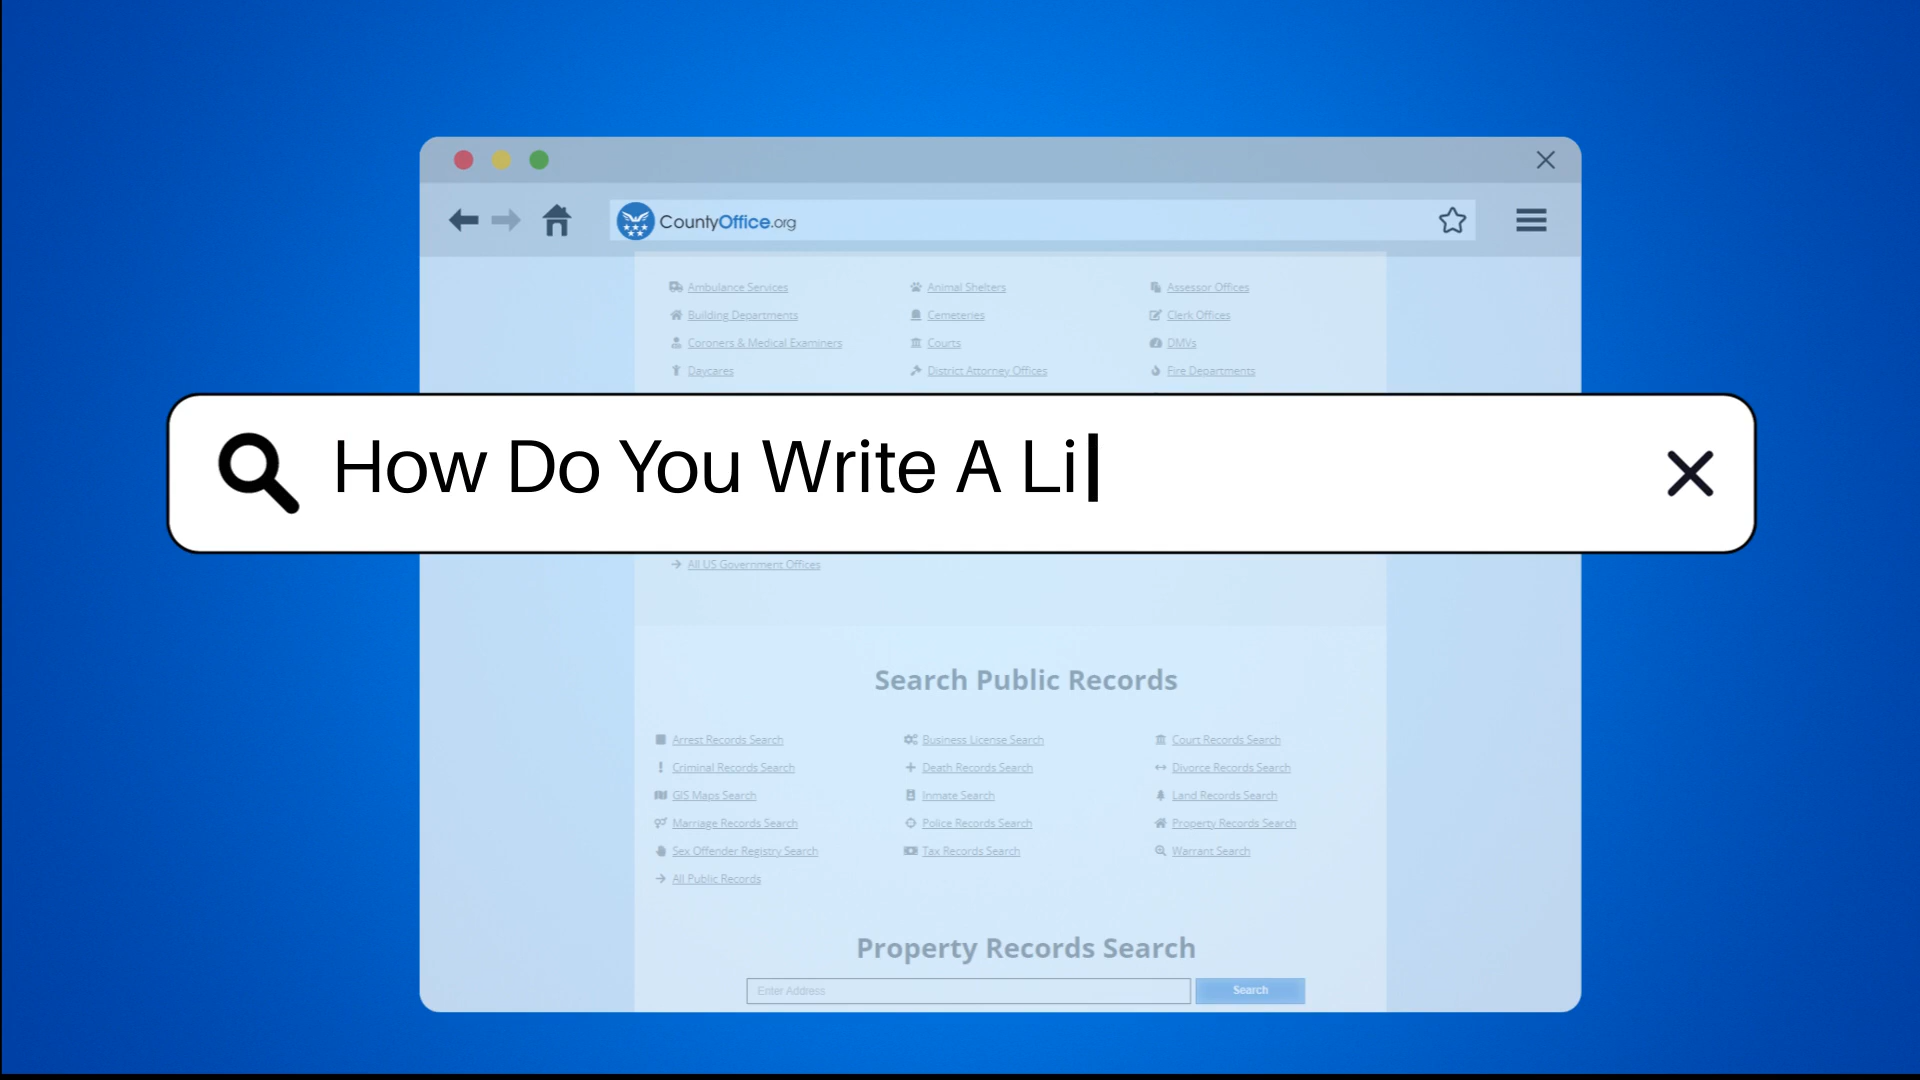 CountyOffice.org
Ambulance Services
Animal Shelters
Assessor Offices
Building Departments
Cemeteries
Clerk Offices
Coroners & Medical Examiners
Courts
DMVs
Daycares
District Attorney Offices
Fire Departments
How Do You Write A Li
All US Government Offices
Search Public Records
Arrest Records Search
Business License Search
Court Records Search
Criminal Records Search
Death Records Search
Divorce Records Search
GIS Maps Search
Inmate Search
Land Records Search
Marriage Records Search
Police Records Search
Property Records Search
Sex Offender Registry Search
Tax Records Search
Warrant Search
All Public Records
Property Records Search
Enter Address
Search